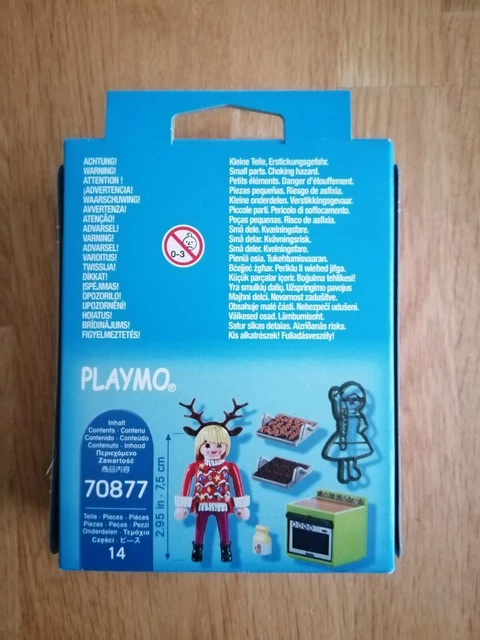 ACHTUNG!
WARNING!
ATTENTION !
¡ADVERTENCIA!
WAARSCHUWING!
AVVERTENZA!
ATENÇÃO!
ADVARSEL!
VARNING!
ADVARSEL!
VAROITUS!
TWISSIJA!
DİKKAT!
ĮSPĖJIMAS!
OPOZORILO!
UPOZORNĚNÍ!
HOIATUS!
BRĪDINĀJUMS!
FIGYELMEZTETÉS!
Kleine Teile, Erstickungsgefahr.
Small parts. Choking hazard.
Petits éléments. Danger d'étouffement.
Piezas pequeñas. Riesgo de asfixia.
Kleine onderdelen. Verstikkingsgevaar.
Piccole parti. Pericolo di soffocamento.
Peças pequenas. Risco de asfixia.
Små dele. Kvælningsfare.
Små delar. Kvävningsrisk.
Små deler. Kvelningsfare.
Pieniä osia. Tukehtumisvaaran.
Bċejjeċ żgħar. Periklu li wieħed jifga.
Küçük parçalar içerir. Boğulma tehlikesi!
Yra smulkių dalių. Užspringimo pavojus
Majhni delci. Nevarnost zadušitve.
Obsahuje malé části. Nebezpečí udušení.
Väikesed osad. Lämbumisoht.
Satur sīkas detaļas. Aizrīšanās risks.
Kis alkatrészek! Fulladásveszély!
0-3
PLAYMO®
Inhalt
Contents · Contenu
Contenido · Conteúdo
Contenuto · Inhoud
Περιεχόμενο
Zawartość
商品内容
70877
Teile · Pieces · Pièces
Piezas · Peças · Pezzi
Onderdelen · Τεμάχια
Części ピース
14
2.95 in · 7,5 cm